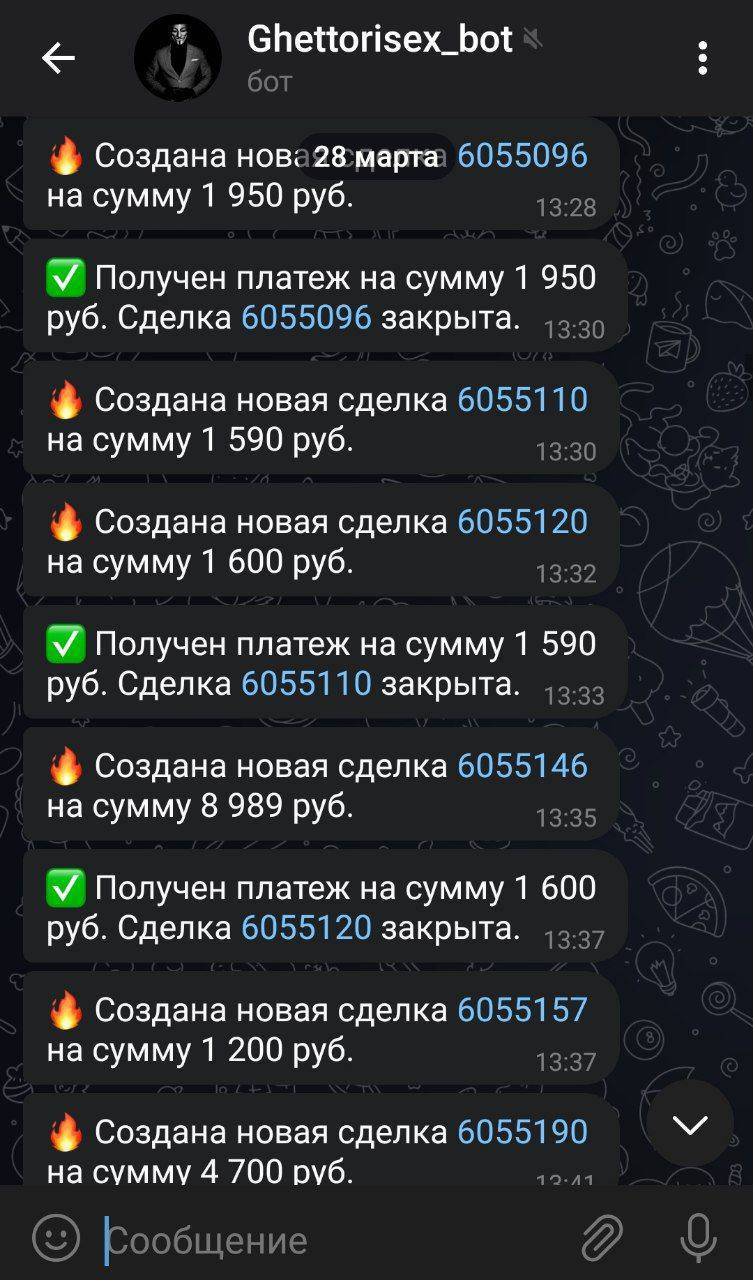 Ghettorisex_bot
бот
28 марта
🔥 Создана новая сделка 6055096
на сумму 1 950 руб.
13:28
✅ Получен платеж на сумму 1 950
руб. Сделка 6055096 закрыта.
13:30
🔥 Создана новая сделка 6055110
на сумму 1 590 руб.
13:30
🔥 Создана новая сделка 6055120
на сумму 1 600 руб.
13:32
✅ Получен платеж на сумму 1 590
руб. Сделка 6055110 закрыта.
13:33
🔥 Создана новая сделка 6055146
на сумму 8 989 руб.
13:35
✅ Получен платеж на сумму 1 600
руб. Сделка 6055120 закрыта.
13:37
🔥 Создана новая сделка 6055157
на сумму 1 200 руб.
13:37
🔥 Создана новая сделка 6055190
на сумму 4 700 руб.
13:41
Сообщение